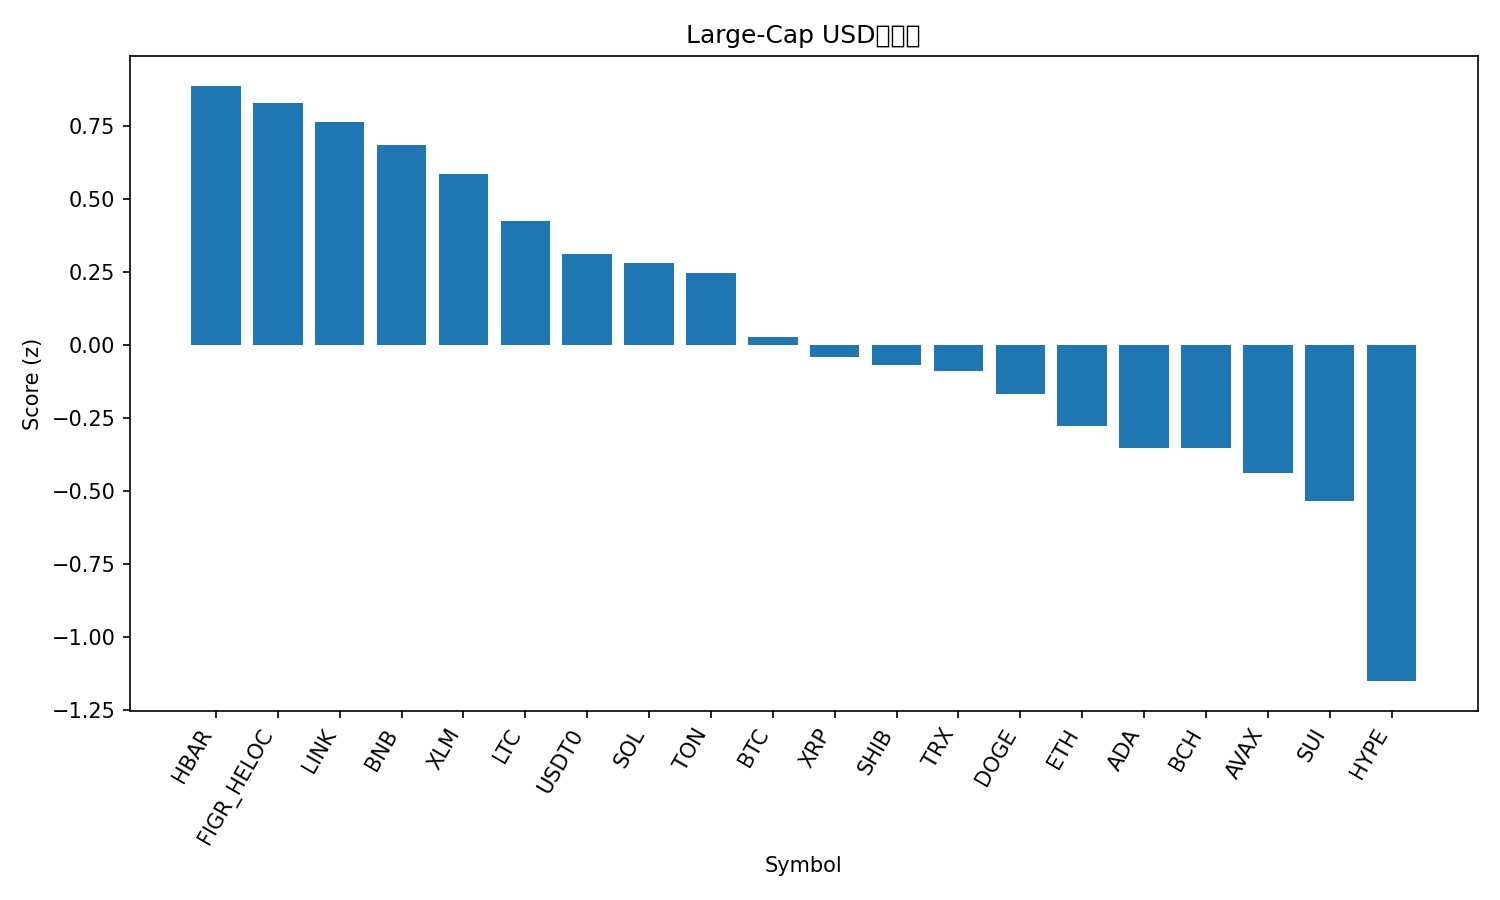 Large-Cap USD
Score (z)
0.75
0.50
0.25
0.00
−0.25
−0.50
−0.75
−1.00
−1.25
HBAR
FIGR_HELOC
LINK
BNB
XLM
LTC
USDT0
SOL
TON
BTC
XRP
SHIB
TRX
DOGE
ETH
ADA
BCH
AVAX
SUI
HYPE
Symbol